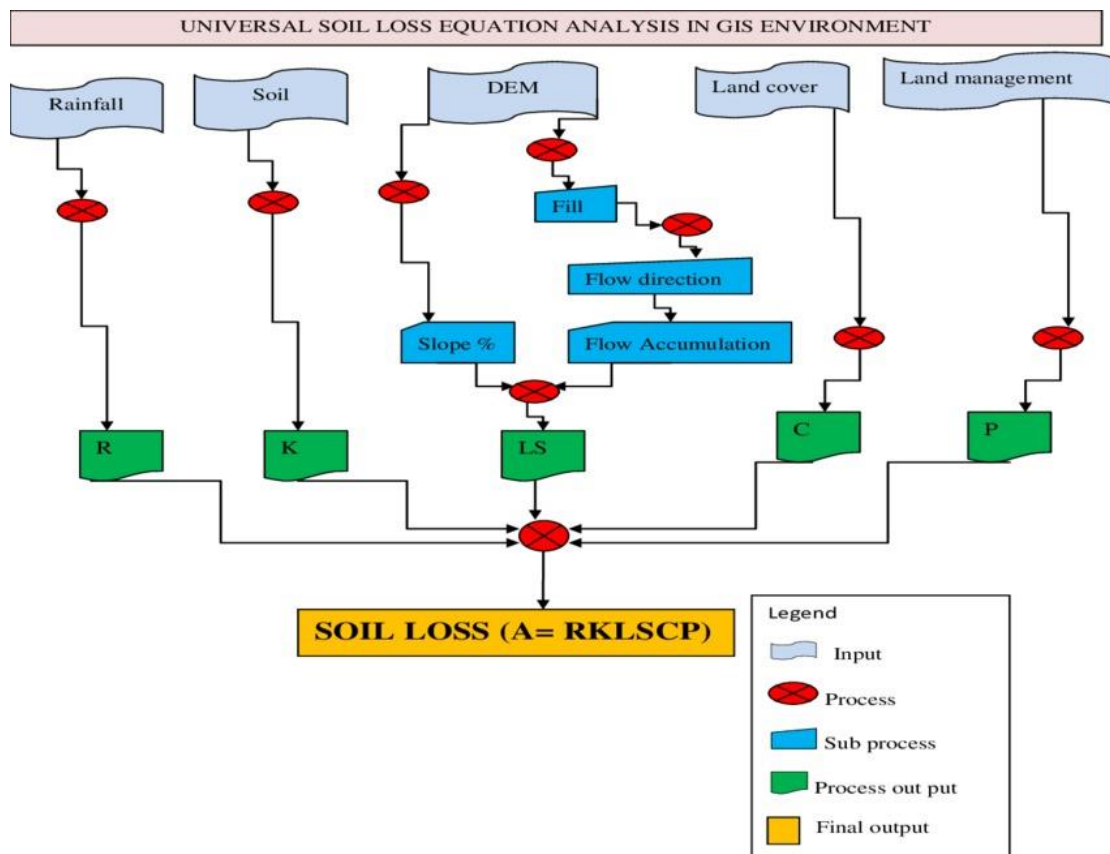 UNIVERSAL SOIL LOSS EQUATION ANALYSIS IN GIS ENVIRONMENT
Rainfall
Soil
DEM
Land cover
Land management
Fill
Flow direction
Slope %
Flow Accumulation
R
K
LS
C
P
SOIL LOSS (A= RKLSCP)
Legend
Input
Process
Sub process
Process out put
Final output